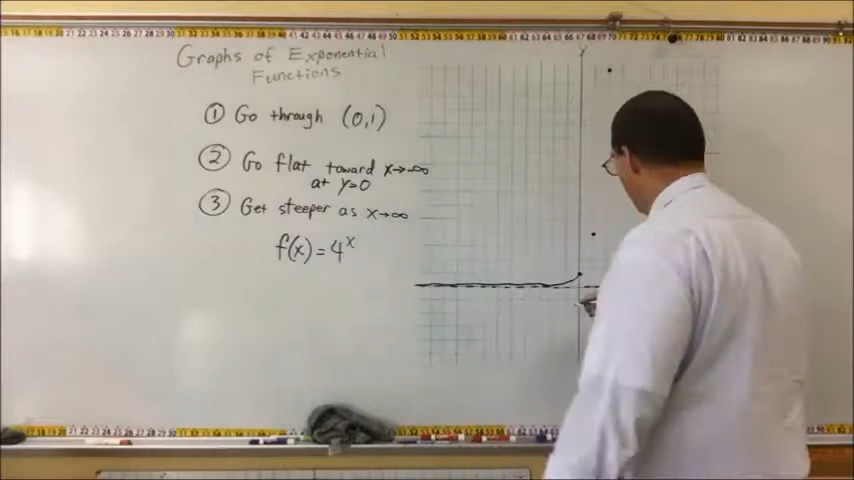 Graphs of Exponential
Functions
① Go through (0,1)
② Go flat toward x→-∞
at y=0
③ Get steeper as x→∞
f(x) = 4ˣ
y